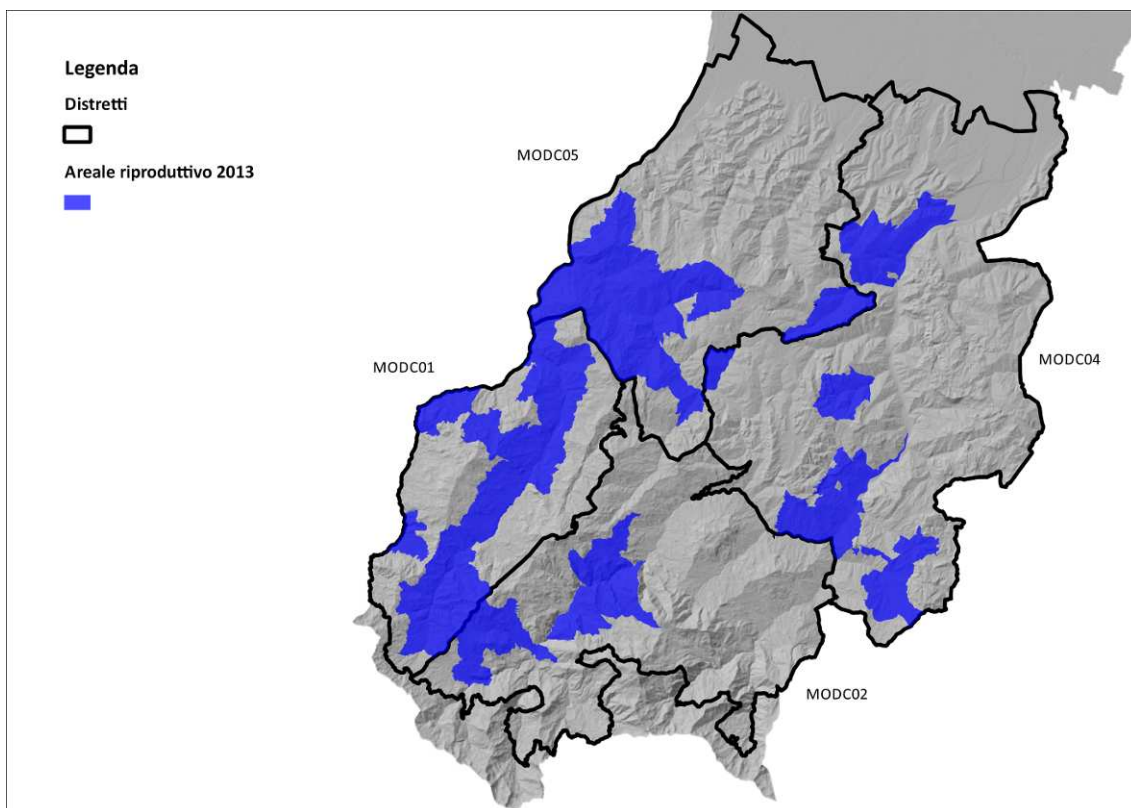 Legenda
Distretti
Areale riproduttivo 2013
MODC05
MODC01
MODC04
MODC02